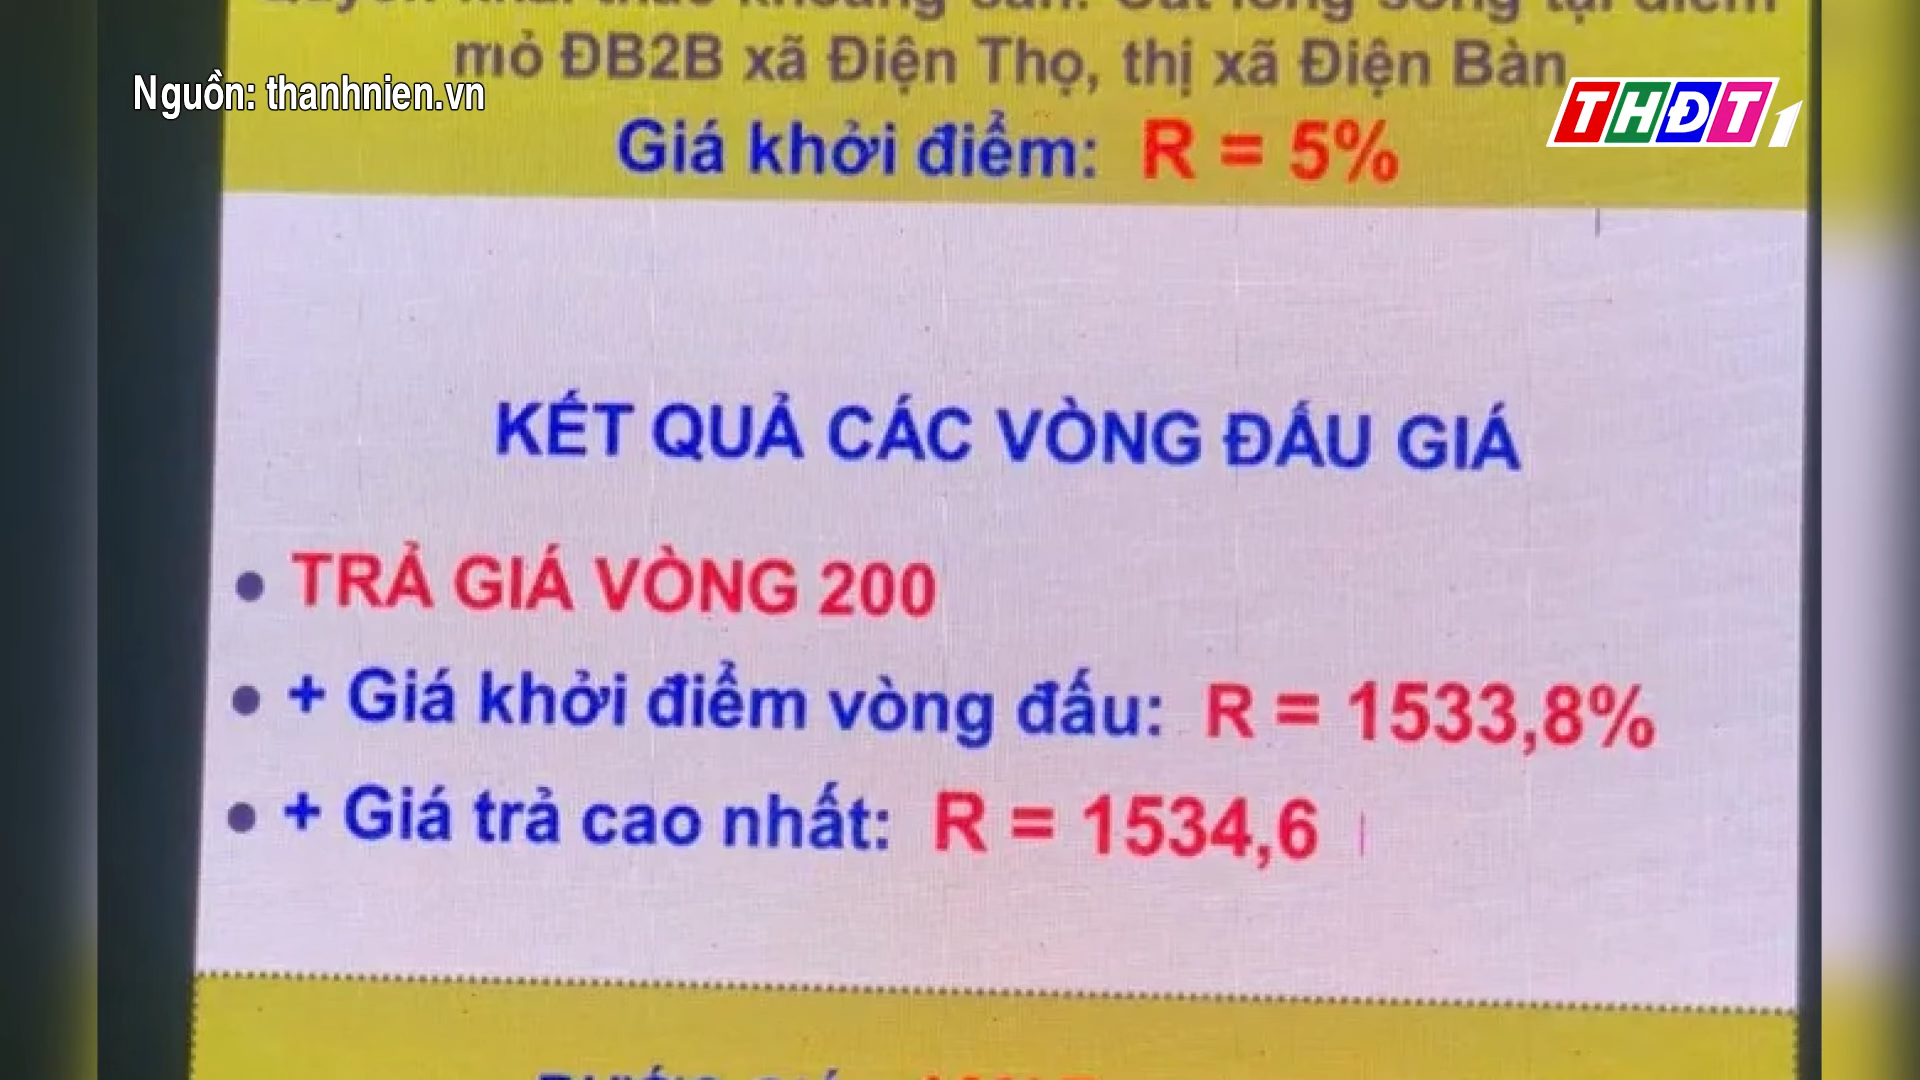 mỏ ĐB2B xã Điện Thọ, thị xã Điện Bàn
Nguồn: thanhnien.vn
THĐT1
Giá khởi điểm: R = 5%
KẾT QUẢ CÁC VÒNG ĐẤU GIÁ
• TRẢ GIÁ VÒNG 200
• + Giá khởi điểm vòng đấu: R = 1533,8%
• + Giá trả cao nhất: R = 1534,6